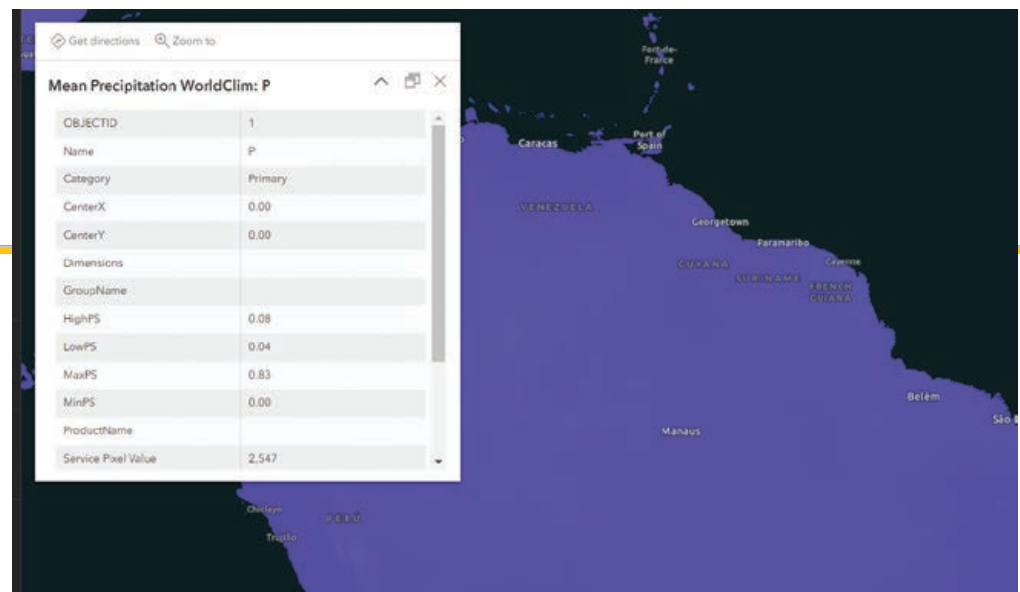 Get directions Zoom to
Mean Precipitation WorldClim: P
OBJECTID 1
Name P
Category Primary
CenterX 0.00
CenterY 0.00
Dimensions
GroupName
HighPS 0.08
LowPS 0.04
MaxPS 0.83
MinPS 0.00
ProductName
Service Pixel Value 2,547
Fort-de-
France
Caracas
Port of
Spain
VENEZUELA
Georgetown
Paramaribo
Cayenne
GUYANA
SURINAME
FRENCH
GUIANA
Belém
São
Manaus
Chiclayo
PERÚ
Trujillo